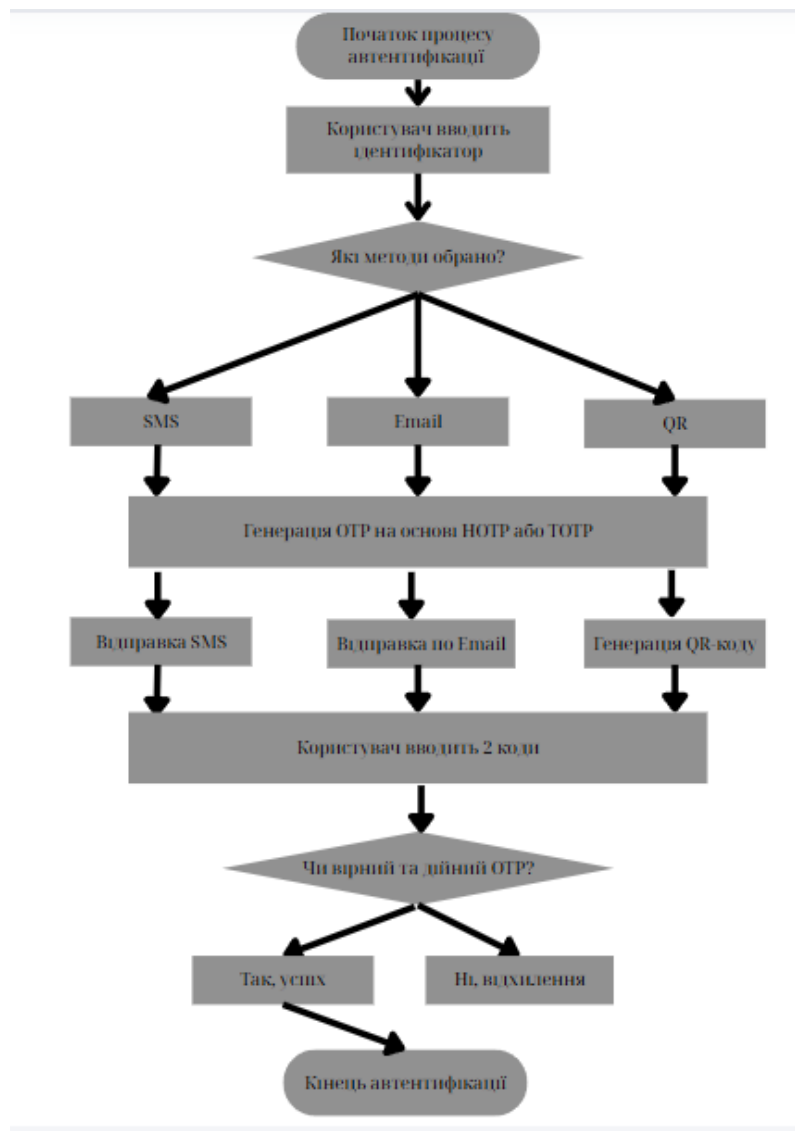 Початок процесу
автентифікації
Користувач вводить
ідентифікатор
Які методи обрано?
SMS
Email
QR
Генерація OTP на основі HOTP або TOTP
Відправка SMS
Відправка по Email
Генерація QR-коду
Користувач вводить 2 коди
Чи вірний та дійний OTP?
Так, успіх
Ні, відхилення
Кінець автентифікації